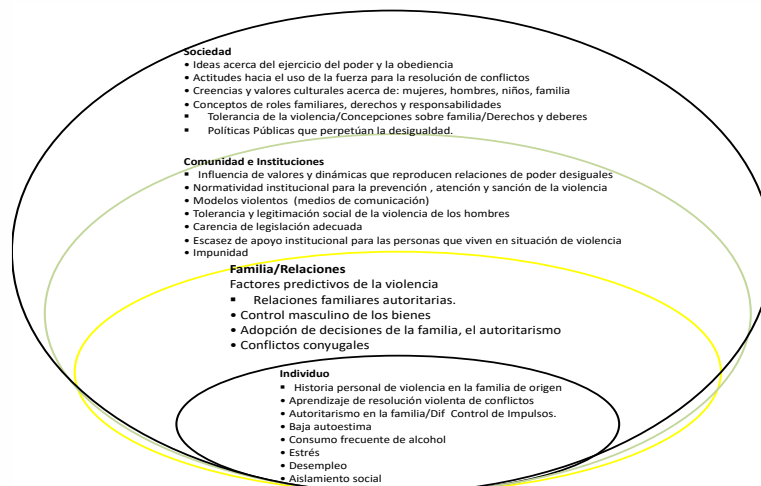 Sociedad
• Ideas acerca del ejercicio del poder y la obediencia
• Actitudes hacia el uso de la fuerza para la resolución de conflictos
• Creencias y valores culturales acerca de: mujeres, hombres, niños, familia
• Conceptos de roles familiares, derechos y responsabilidades
▪ Tolerancia de la violencia/Concepciones sobre familia/Derechos y deberes
▪ Políticas Públicas que perpetúan la desigualdad.
Comunidad e Instituciones
▪ Influencia de valores y dinámicas que reproducen relaciones de poder desiguales
• Normatividad institucional para la prevención , atención y sanción de la violencia
• Modelos violentos (medios de comunicación)
• Tolerancia y legitimación social de la violencia de los hombres
• Carencia de legislación adecuada
• Escasez de apoyo institucional para las personas que viven en situación de violencia
• Impunidad
Familia/Relaciones
Factores predictivos de la violencia
▪ Relaciones familiares autoritarias.
• Control masculino de los bienes
• Adopción de decisiones de la familia, el autoritarismo
• Conflictos conyugales
Individuo
▪ Historia personal de violencia en la familia de origen
• Aprendizaje de resolución violenta de conflictos
• Autoritarismo en la familia/Dif Control de Impulsos.
• Baja autoestima
• Consumo frecuente de alcohol
• Estrés
• Desempleo
• Aislamiento social